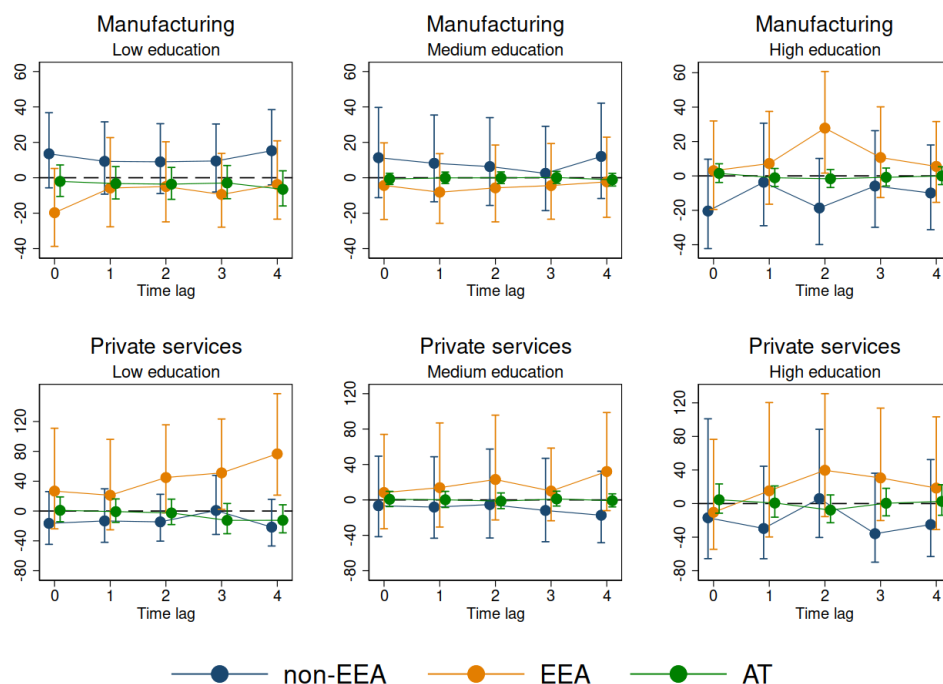 Manufacturing Manufacturing Manufacturing
Low education Medium education High education
60 60 60
40 40 40
20 20 20
0 0 0
-20 -20 -20
-40 -40 -40
0 1 2 3 4 0 1 2 3 4 0 1 2 3 4
Time lag Time lag Time lag
Private services Private services Private services
Low education Medium education High education
120 120 120
80 80 80
40 40 40
0 0 0
-40 -40 -40
-80 -80 -80
0 1 2 3 4 0 1 2 3 4 0 1 2 3 4
Time lag Time lag Time lag
non-EEA EEA AT